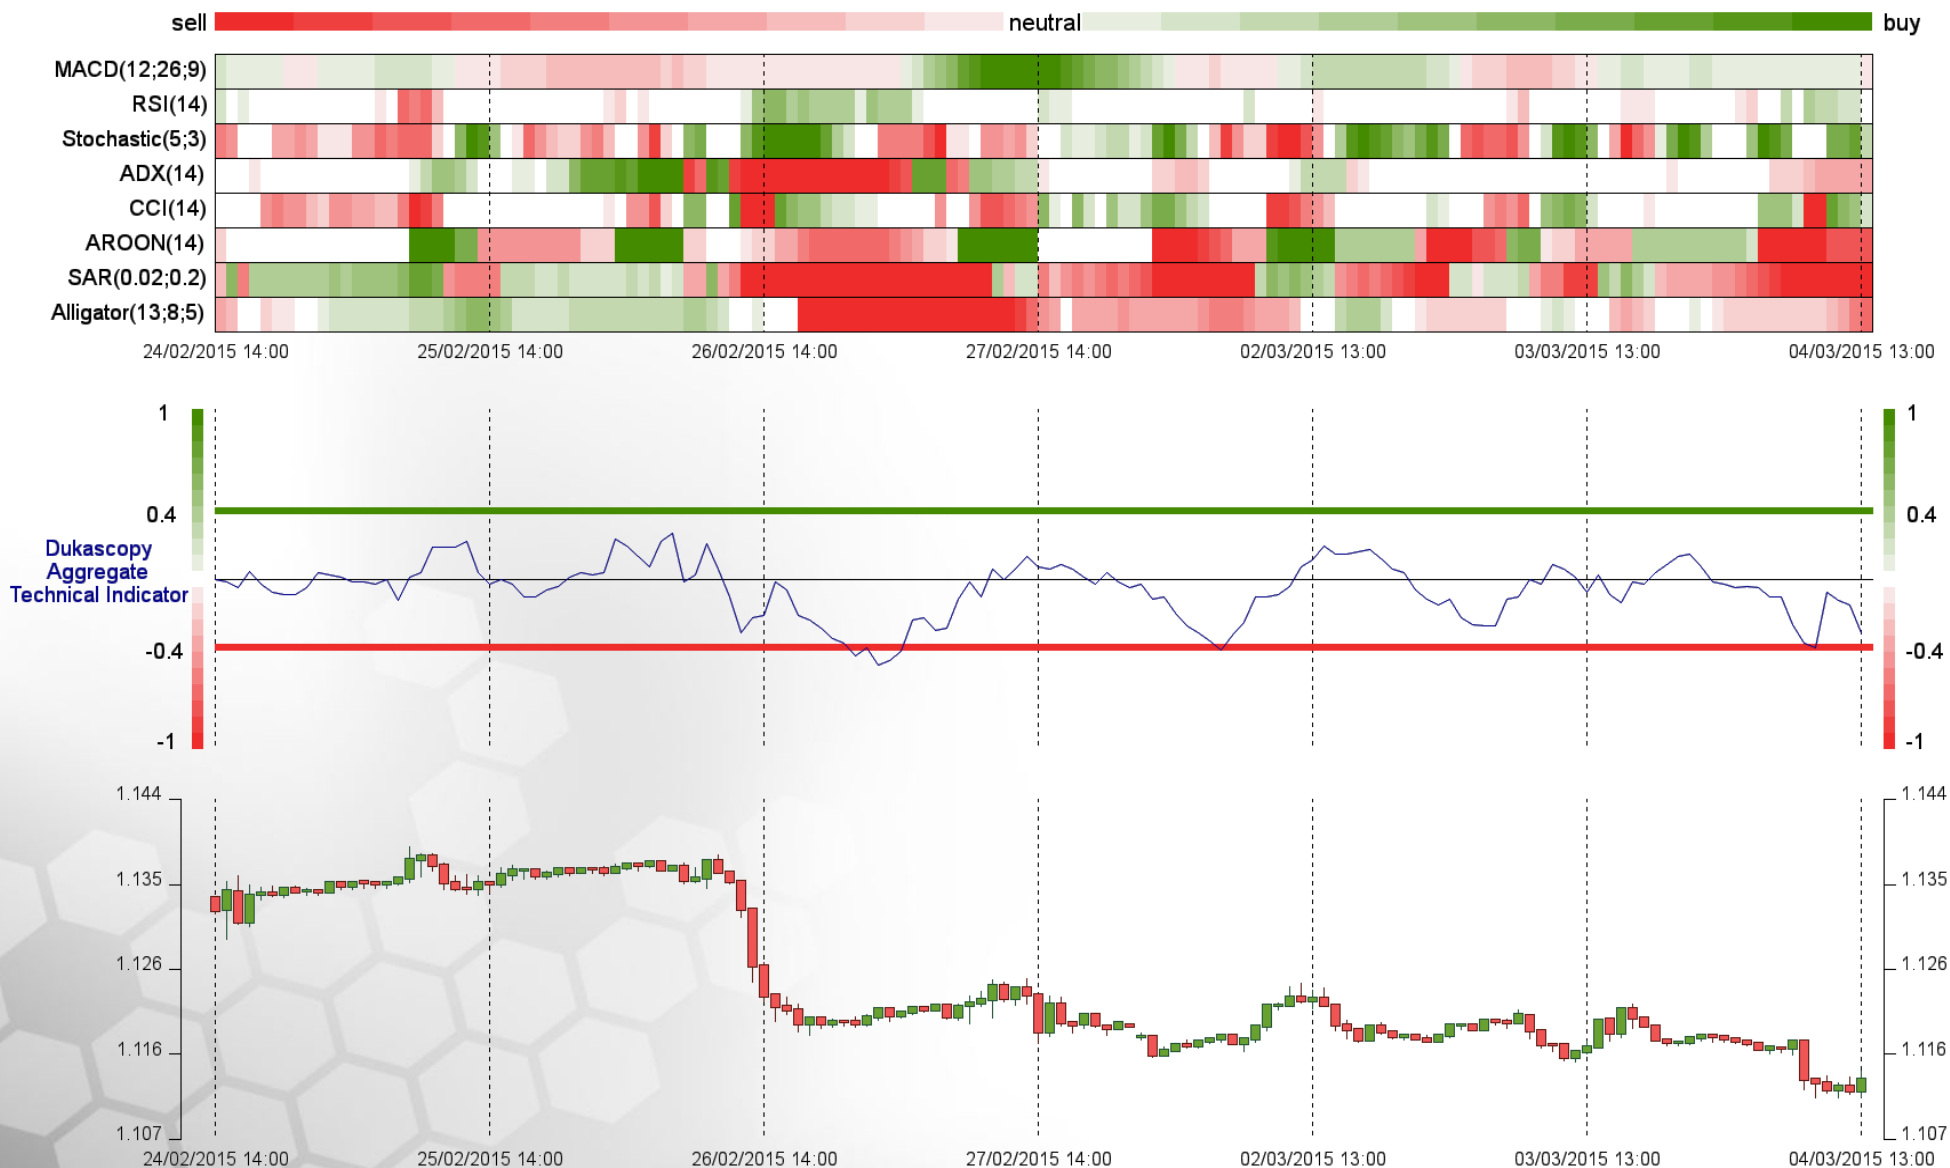 sell neutral buy
MACD(12;26;9)
RSI(14)
Stochastic(5;3)
ADX(14)
CCI(14)
AROON(14)
SAR(0.02;0.2)
Alligator(13;8;5)
24/02/2015 14:00 25/02/2015 14:00 26/02/2015 14:00 27/02/2015 14:00 02/03/2015 13:00 03/03/2015 13:00 04/03/2015 13:00
1 1
0.4 0.4
Dukascopy
Aggregate
Technical Indicator
-0.4 -0.4
-1 -1
1.144 1.144
1.135 1.135
1.126 1.126
1.116 1.116
1.107 1.107
24/02/2015 14:00 25/02/2015 14:00 26/02/2015 14:00 27/02/2015 14:00 02/03/2015 13:00 03/03/2015 13:00 04/03/2015 13:00